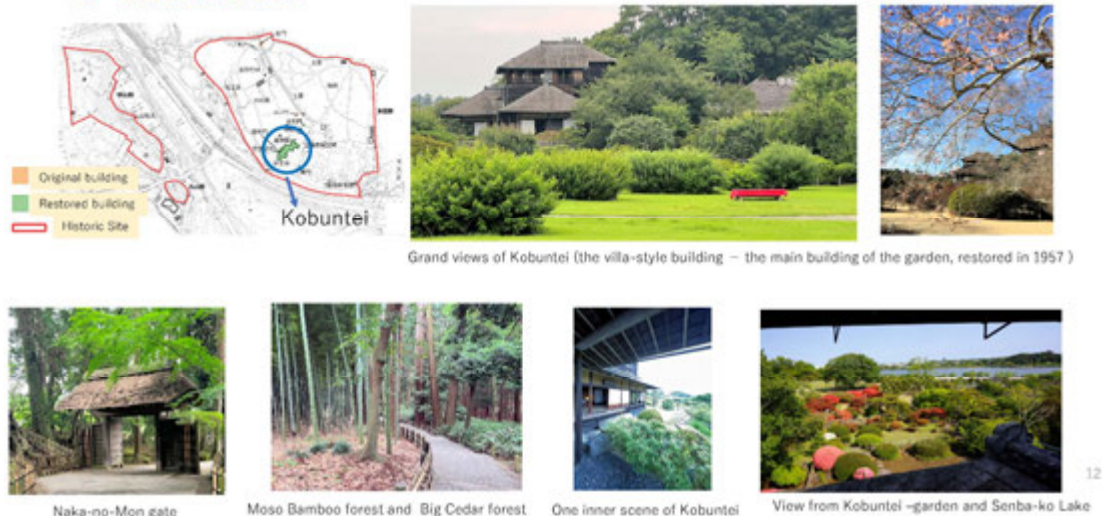 Original building
Restored building
Historic Site
Kobuntei
Grand views of Kobuntei (the villa-style building – the main building of the garden, restored in 1957 )
Naka-no-Mon gate
Moso Bamboo forest and Big Cedar forest
One inner scene of Kobuntei
View from Kobuntei –garden and Senba-ko Lake
12